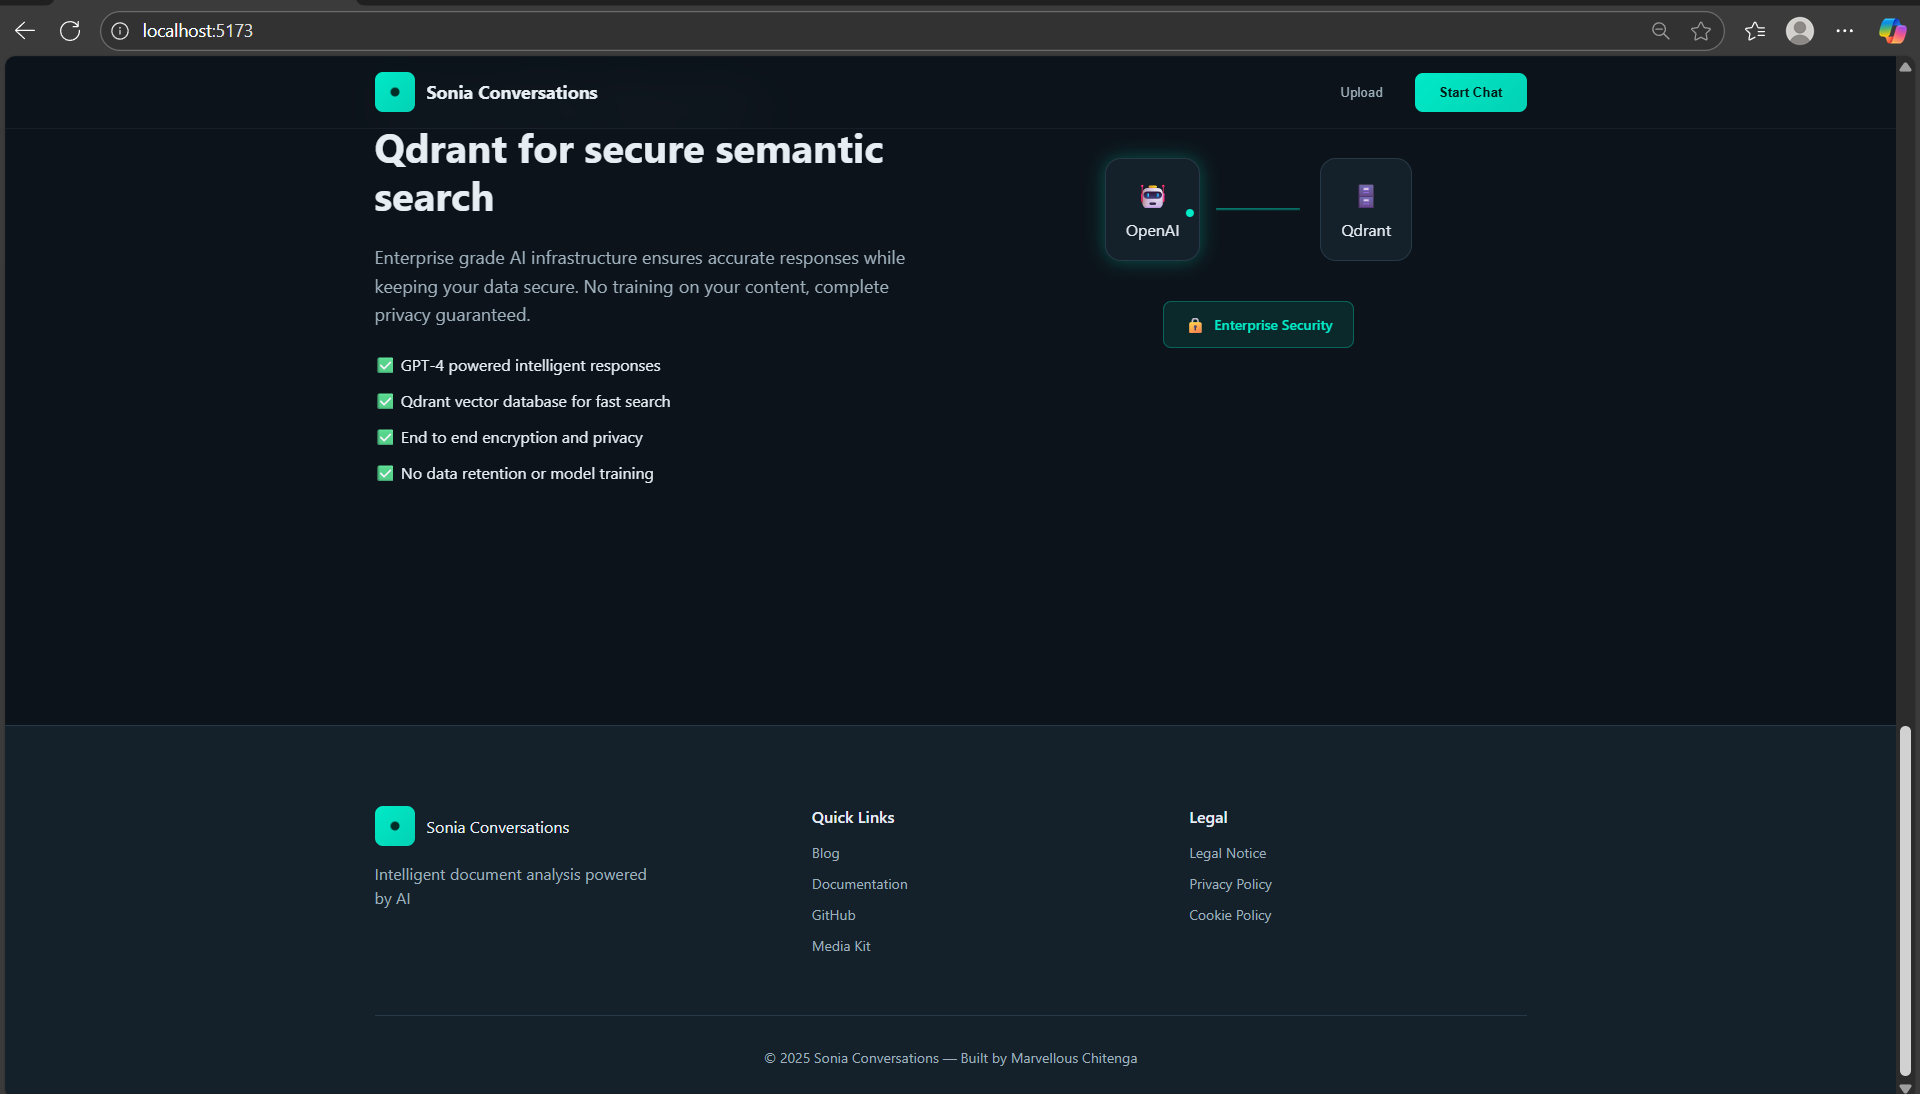 localhost:5173
Sonia Conversations
Upload
Start Chat
Qdrant for secure semantic
search
Enterprise grade AI infrastructure ensures accurate responses while
keeping your data secure. No training on your content, complete
privacy guaranteed.
GPT-4 powered intelligent responses
Qdrant vector database for fast search
End to end encryption and privacy
No data retention or model training
OpenAI
Qdrant
Enterprise Security
Sonia Conversations
Intelligent document analysis powered
by AI
Quick Links
Blog
Documentation
GitHub
Media Kit
Legal
Legal Notice
Privacy Policy
Cookie Policy
© 2025 Sonia Conversations — Built by Marvellous Chitenga